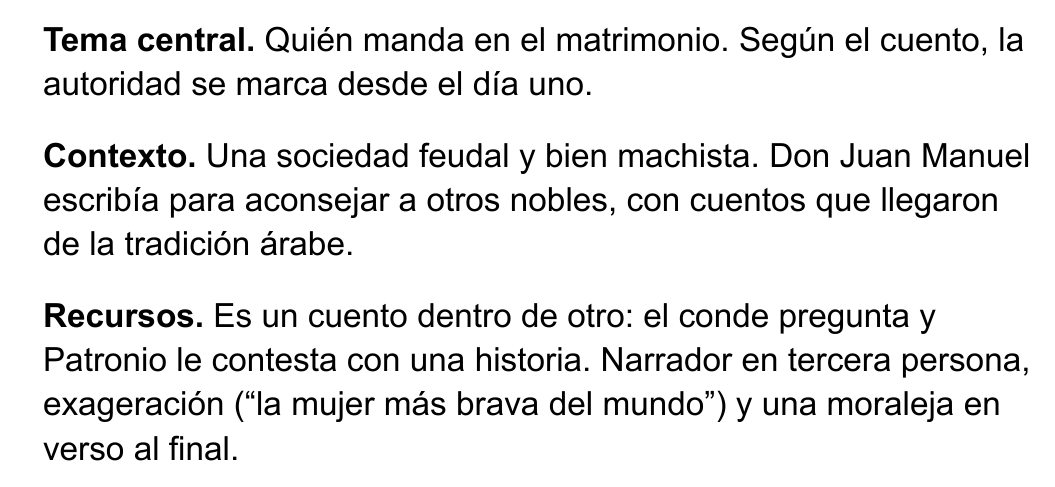 Tema central. Quién manda en el matrimonio. Según el cuento, la
autoridad se marca desde el día uno.
Contexto. Una sociedad feudal y bien machista. Don Juan Manuel
escribía para aconsejar a otros nobles, con cuentos que llegaron
de la tradición árabe.
Recursos. Es un cuento dentro de otro: el conde pregunta y
Patronio le contesta con una historia. Narrador en tercera persona,
exageración (“la mujer más brava del mundo”) y una moraleja en
verso al final.